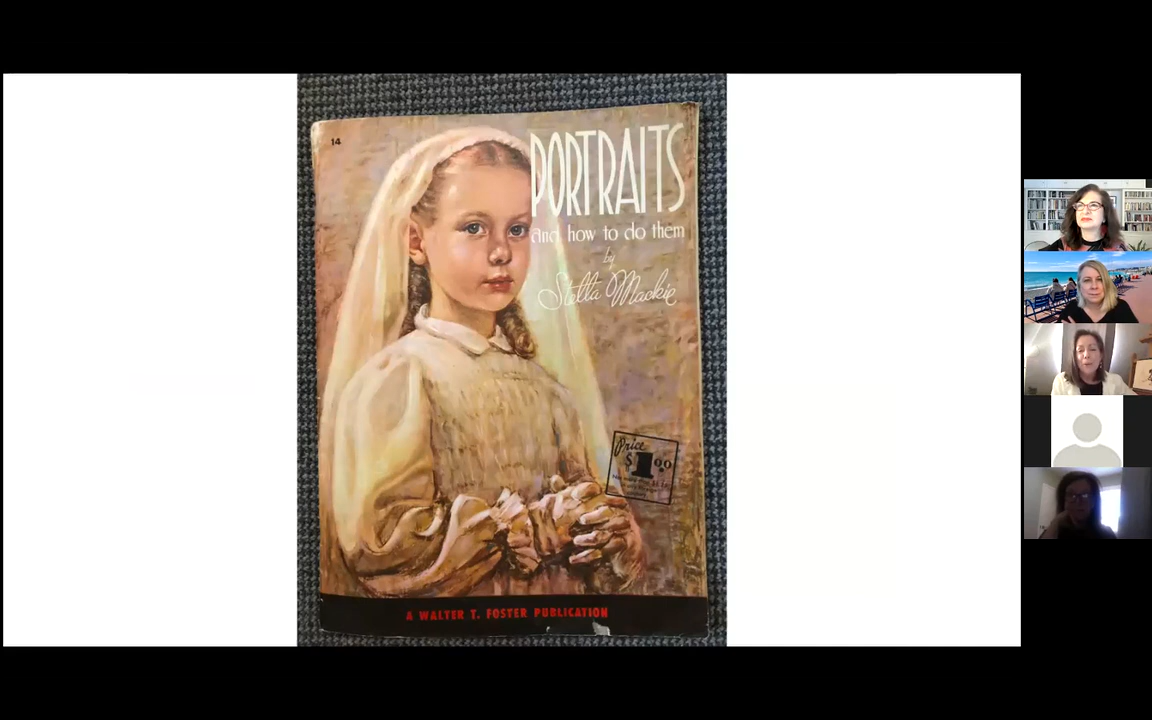 14
PORTRAITS
and how to do them
by
Stella Mackie
Price
$1.00
A WALTER T. FOSTER PUBLICATION